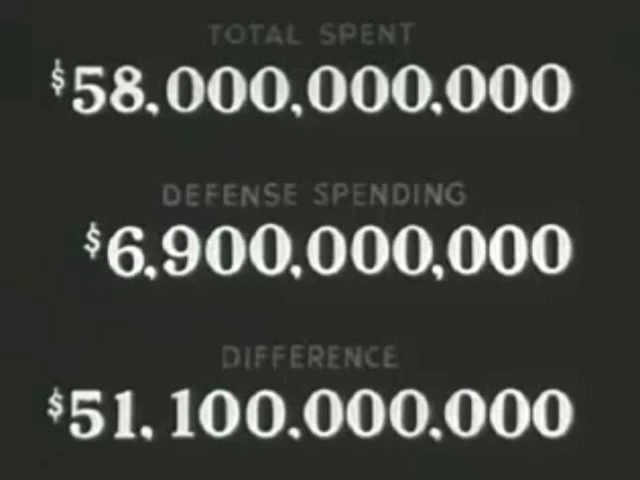 TOTAL SPENT
$58,000,000,000
DEFENSE SPENDING
$6,900,000,000
DIFFERENCE
$51,100,000,000